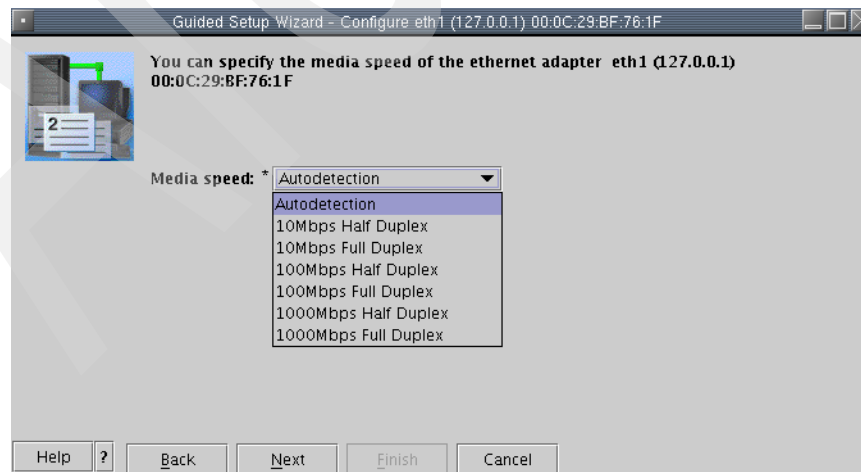 Guided Setup Wizard - Configure eth1 (127.0.0.1) 00:0C:29:BF:76:1F
You can specify the media speed of the ethernet adapter eth1 (127.0.0.1)
00:0C:29:BF:76:1F
2
Media speed: * Autodetection
Autodetection
10Mbps Half Duplex
10Mbps Full Duplex
100Mbps Half Duplex
100Mbps Full Duplex
1000Mbps Half Duplex
1000Mbps Full Duplex
Help ? Back Next Finish Cancel